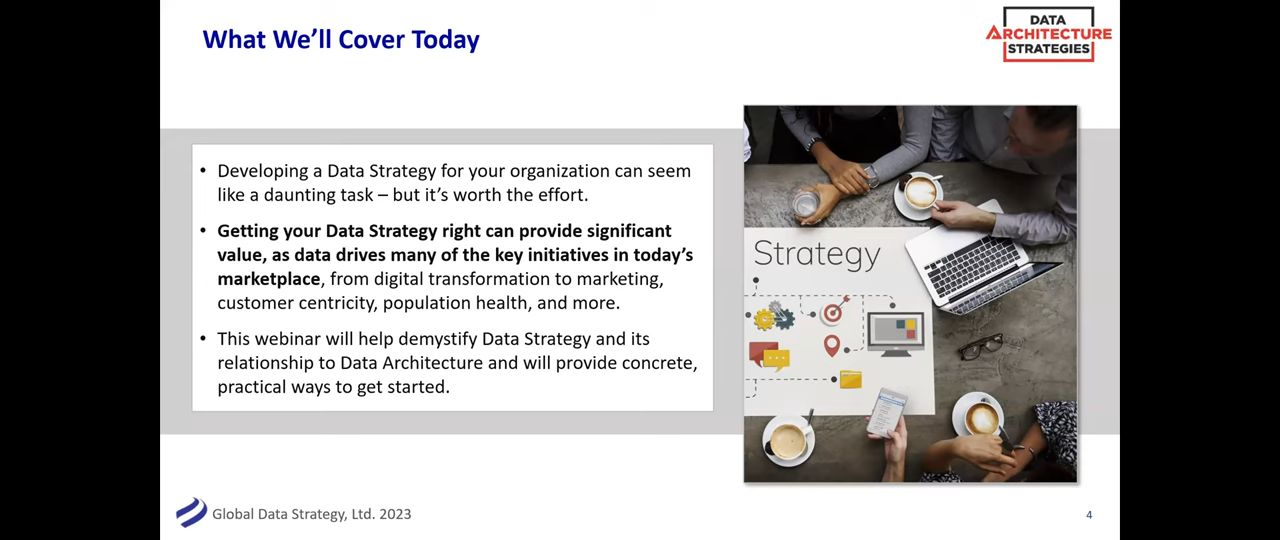 What We'll Cover Today
DATA
ARCHITECTURE
STRATEGIES
• Developing a Data Strategy for your organization can seem
like a daunting task – but it's worth the effort.
• Getting your Data Strategy right can provide significant
value, as data drives many of the key initiatives in today's
marketplace, from digital transformation to marketing,
customer centricity, population health, and more.
• This webinar will help demystify Data Strategy and its
relationship to Data Architecture and will provide concrete,
practical ways to get started.
Strategy
Global Data Strategy, Ltd. 2023
4